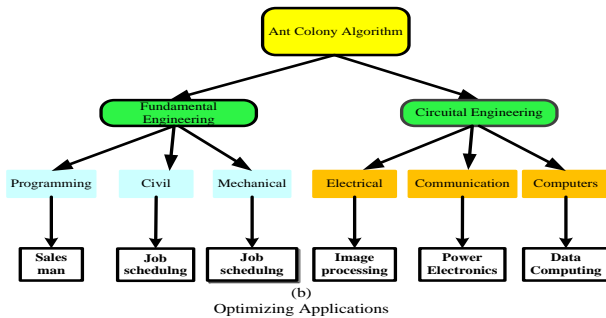 Ant Colony Algorithm
Fundamental
Engineering
Circuital Engineering
Programming
Civil
Mechanical
Electrical
Communication
Computers
Sales
man
Job
schedulng
Job
schedulng
Image
processing
Power
Electronics
Data
Computing
(b)
Optimizing Applications